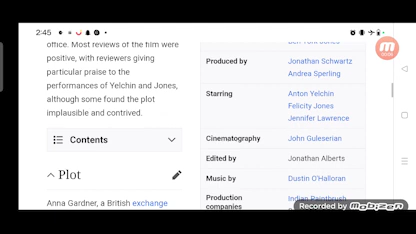 2:45
office. Most reviews of the film were
positive, with reviewers giving
particular praise to the
performances of Yelchin and Jones,
although some found the plot
implausible and contrived.
Contents
Plot
Anna Gardner, a British exchange
Produced by Jonathan Schwartz
Andrea Sperling
Starring Anton Yelchin
Felicity Jones
Jennifer Lawrence
Cinematography John Guleserian
Edited by Jonathan Alberts
Music by Dustin O'Halloran
Production Indian Paintbrush
companies
Recorded by MOBIZEN